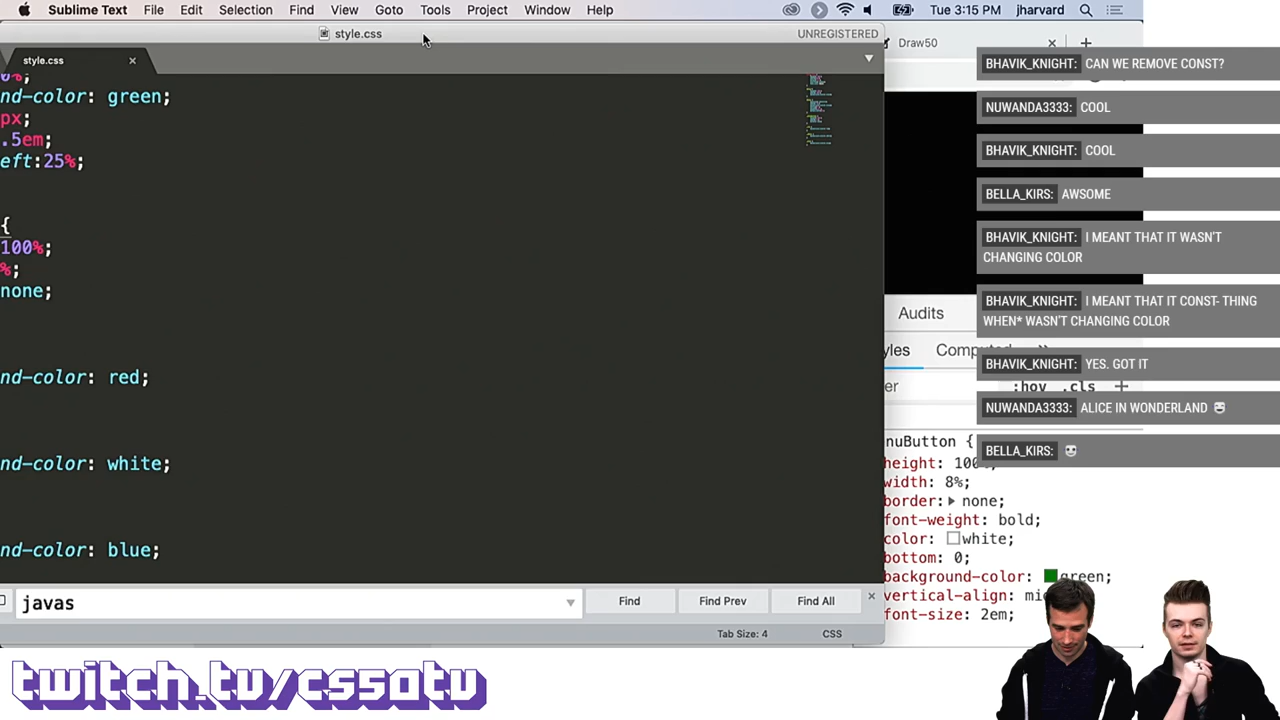 Sublime Text File Edit Selection Find View Goto Tools Project Window Help Tue 3:15 PM jharvard
style.css UNREGISTERED
style.css ×
0%;
nd-color: green;
px;
.5em;
eft:25%;
{
100%;
%;
none;
nd-color: red;
nd-color: white;
nd-color: blue;
javas Find Find Prev Find All ×
Tab Size: 4 CSS
Draw50 × +
Audits
les Compu
er :hov .cls +
nuButton {
height: 100%;
width: 8%;
border: none;
font-weight: bold;
color: white;
bottom: 0;
background-color: green;
vertical-align: mi
font-size: 2em;
BHAVIK_KNIGHT: CAN WE REMOVE CONST?
NUWANDA3333: COOL
BHAVIK_KNIGHT: COOL
BELLA_KIRS: AWSOME
BHAVIK_KNIGHT: I MEANT THAT IT WASN'T
CHANGING COLOR
BHAVIK_KNIGHT: I MEANT THAT IT CONST- THING
WHEN* WASN'T CHANGING COLOR
BHAVIK_KNIGHT: YES. GOT IT
NUWANDA3333: ALICE IN WONDERLAND
BELLA_KIRS:
twitch.tv/cs50tv